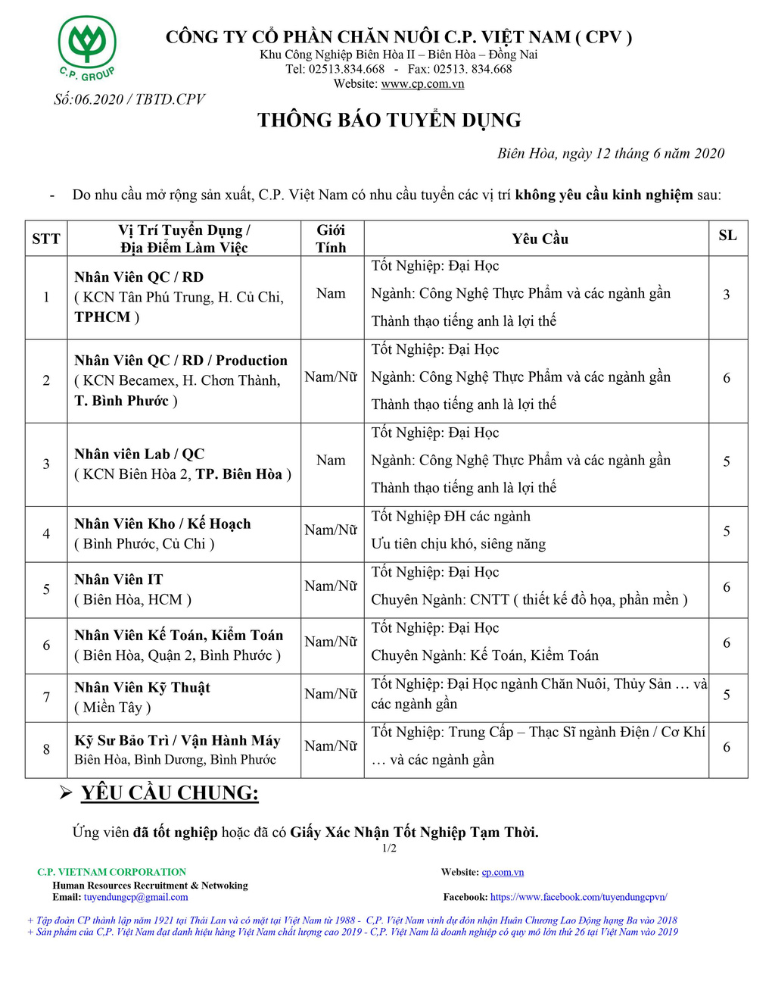 C.P. GROUP
CÔNG TY CỔ PHẦN CHĂN NUÔI C.P. VIỆT NAM ( CPV )
Khu Công Nghiệp Biên Hòa II – Biên Hòa – Đồng Nai
Tel: 02513.834.668 - Fax: 02513. 834.668
Website: www.cp.com.vn
Số:06.2020 / TBTD.CPV
THÔNG BÁO TUYỂN DỤNG
Biên Hòa, ngày 12 tháng 6 năm 2020
- Do nhu cầu mở rộng sản xuất, C.P. Việt Nam có nhu cầu tuyển các vị trí không yêu cầu kinh nghiệm sau:
STT
Vị Trí Tuyển Dụng /
Địa Điểm Làm Việc
Giới
Tính
Yêu Cầu
SL
1
Nhân Viên QC / RD
( KCN Tân Phú Trung, H. Củ Chi,
TPHCM )
Nam
Tốt Nghiệp: Đại Học
Ngành: Công Nghệ Thực Phẩm và các ngành gần
Thành thạo tiếng anh là lợi thế
3
2
Nhân Viên QC / RD / Production
( KCN Becamex, H. Chơn Thành,
T. Bình Phước )
Nam/Nữ
Tốt Nghiệp: Đại Học
Ngành: Công Nghệ Thực Phẩm và các ngành gần
Thành thạo tiếng anh là lợi thế
6
3
Nhân viên Lab / QC
( KCN Biên Hòa 2, TP. Biên Hòa )
Nam
Tốt Nghiệp: Đại Học
Ngành: Công Nghệ Thực Phẩm và các ngành gần
Thành thạo tiếng anh là lợi thế
5
4
Nhân Viên Kho / Kế Hoạch
( Bình Phước, Củ Chi )
Nam/Nữ
Tốt Nghiệp ĐH các ngành
Ưu tiên chịu khó, siêng năng
5
5
Nhân Viên IT
( Biên Hòa, HCM )
Nam/Nữ
Tốt Nghiệp: Đại Học
Chuyên Ngành: CNTT ( thiết kế đồ họa, phần mền )
6
6
Nhân Viên Kế Toán, Kiểm Toán
( Biên Hòa, Quận 2, Bình Phước )
Nam/Nữ
Tốt Nghiệp: Đại Học
Chuyên Ngành: Kế Toán, Kiểm Toán
6
7
Nhân Viên Kỹ Thuật
( Miền Tây )
Nam/Nữ
Tốt Nghiệp: Đại Học ngành Chăn Nuôi, Thủy Sản … và
các ngành gần
5
8
Kỹ Sư Bảo Trì / Vận Hành Máy
Biên Hòa, Bình Dương, Bình Phước
Nam/Nữ
Tốt Nghiệp: Trung Cấp – Thạc Sĩ ngành Điện / Cơ Khí
… và các ngành gần
6
➢ YÊU CẦU CHUNG:
Ứng viên đã tốt nghiệp hoặc đã có Giấy Xác Nhận Tốt Nghiệp Tạm Thời.
1/2
C.P. VIETNAM CORPORATION
Website: cp.com.vn
Human Resources Recruitment & Netwoking
Email: tuyendungcp@gmail.com
Facebook: https://www.facebook.com/tuyendungcpvn/
+ Tập đoàn CP thành lập năm 1921 tại Thái Lan và có mặt tại Việt Nam từ 1988 - C,P. Việt Nam vinh dự đón nhận Huân Chương Lao Động hạng Ba vào 2018
+ Sản phẩm của C,P. Việt Nam đạt danh hiệu hàng Việt Nam chất lượng cao 2019 - C,P. Việt Nam là doanh nghiệp có quy mô lớn thứ 26 tại Việt Nam vào 2019